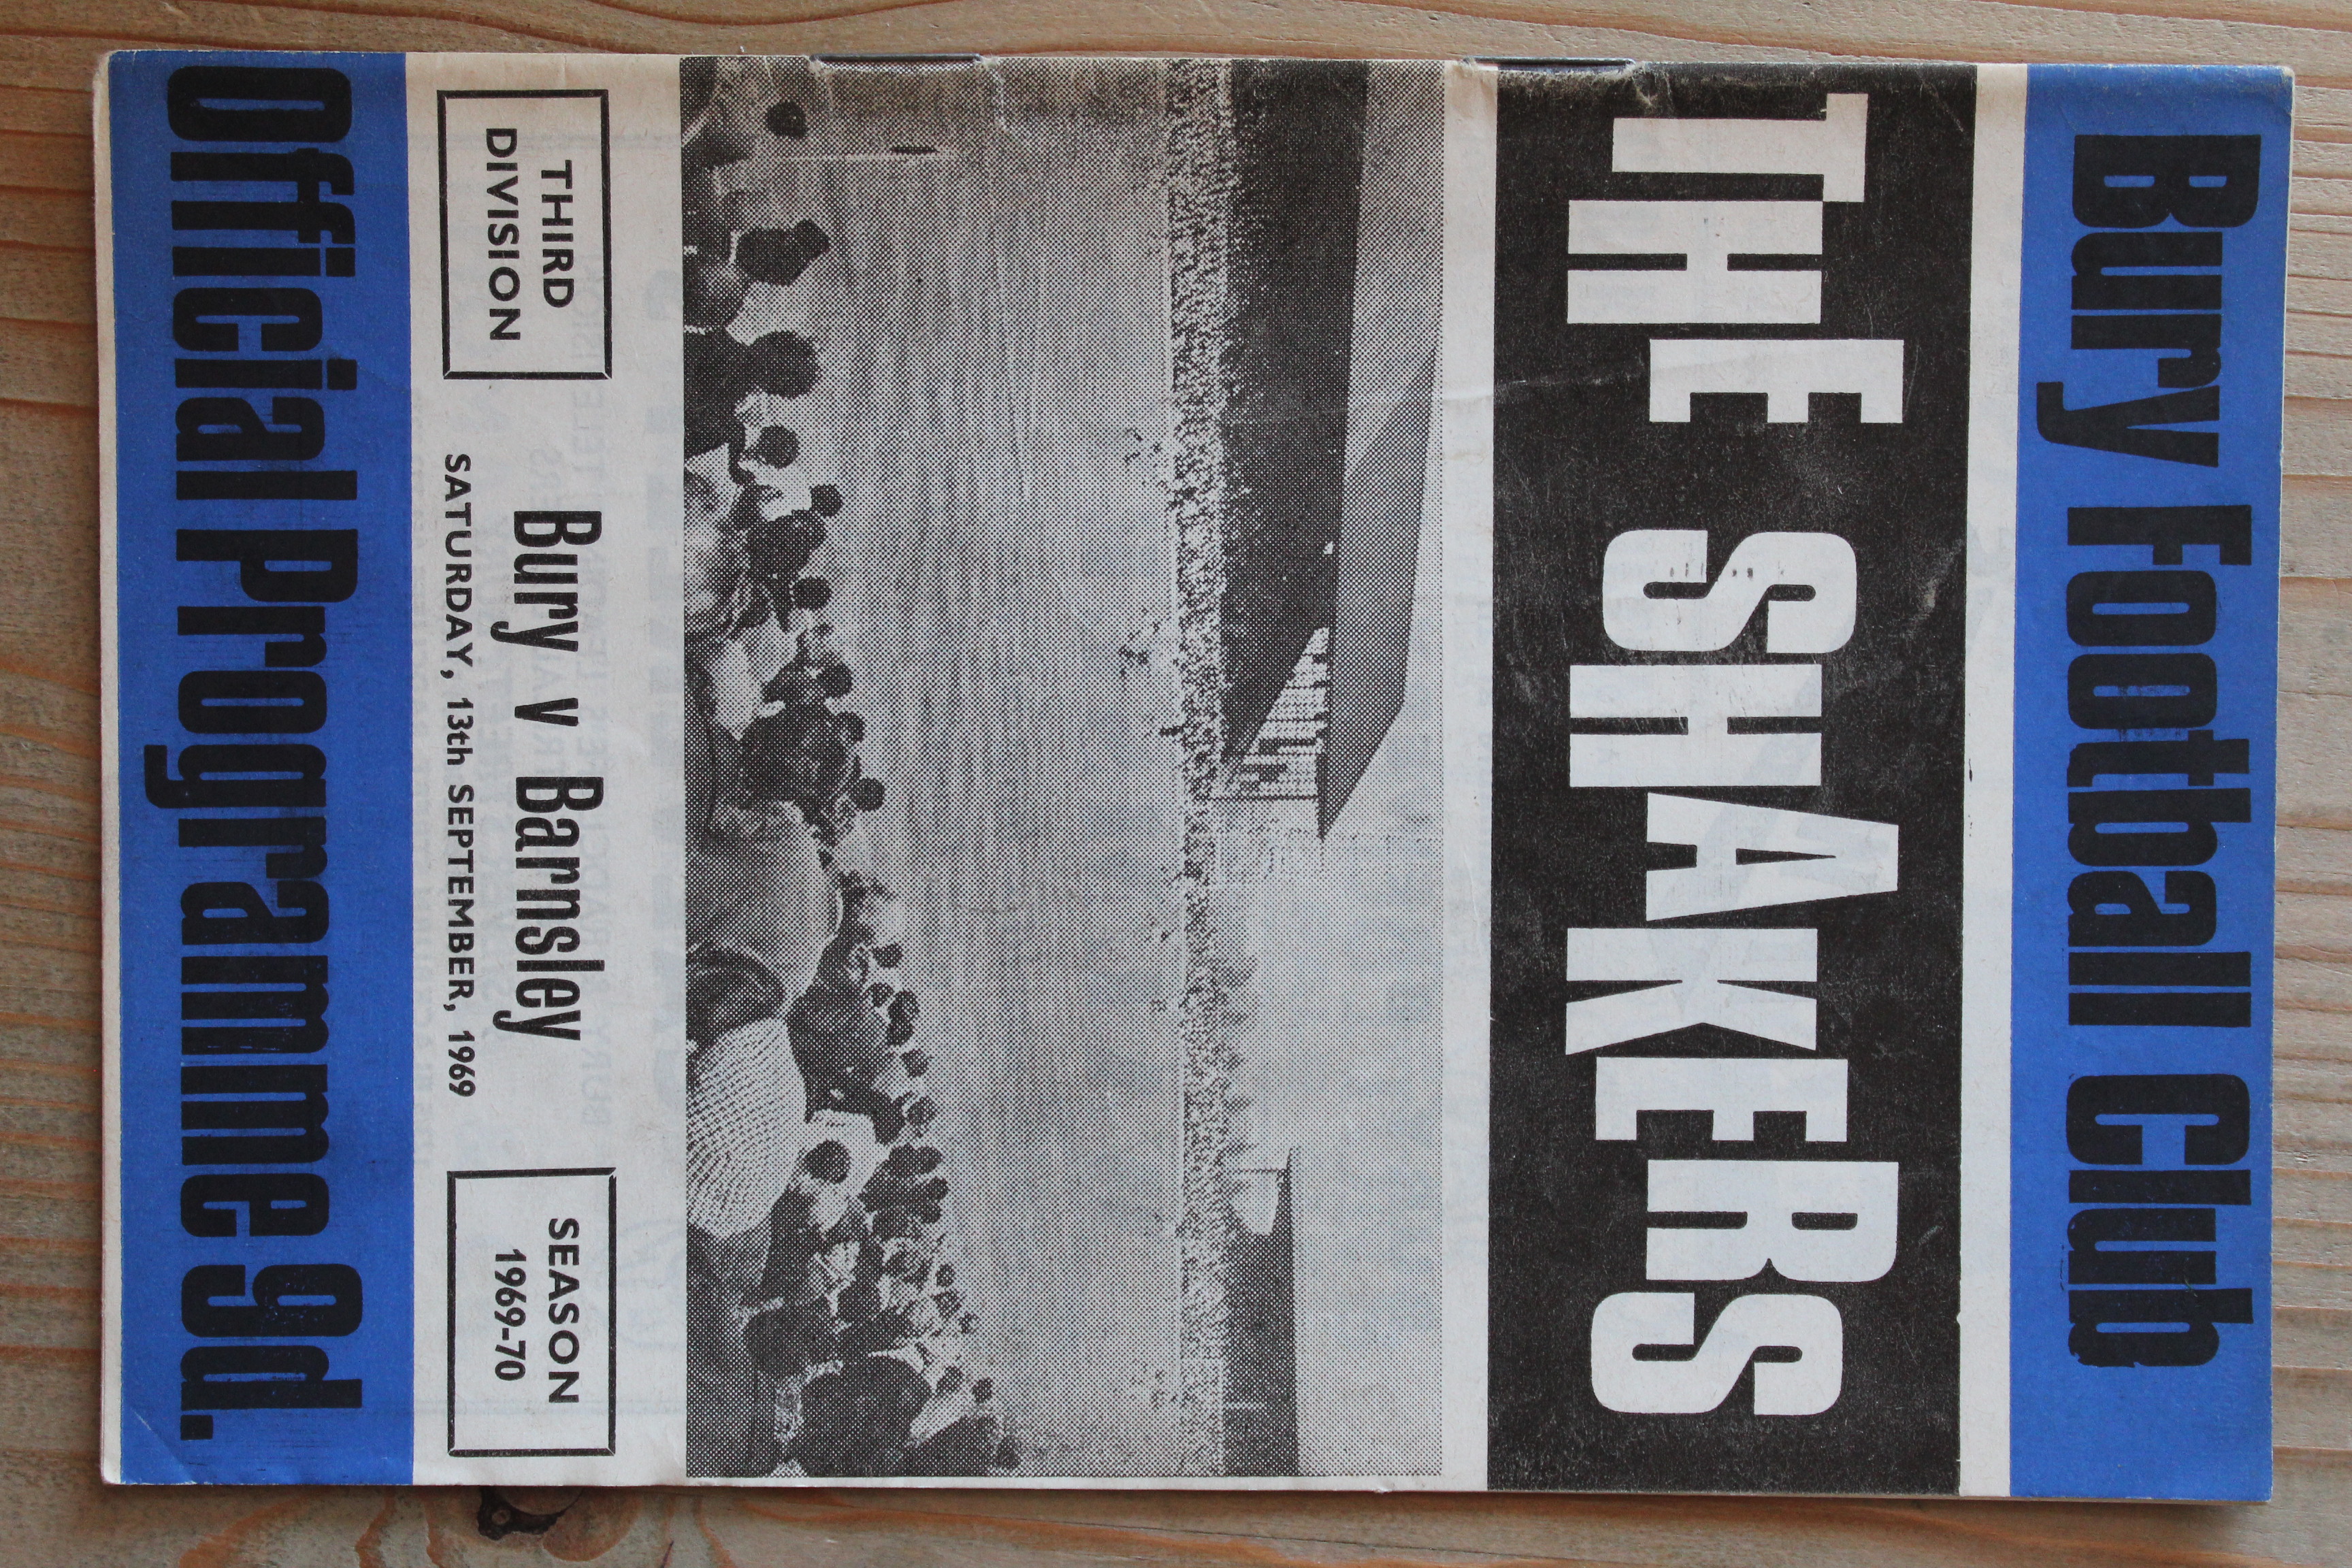 Bury Football Club
THE SHAKERS
THIRD
DIVISION
Bury v Barnsley
SATURDAY, 13th SEPTEMBER, 1969
SEASON
1969-70
Official Programme 9d.